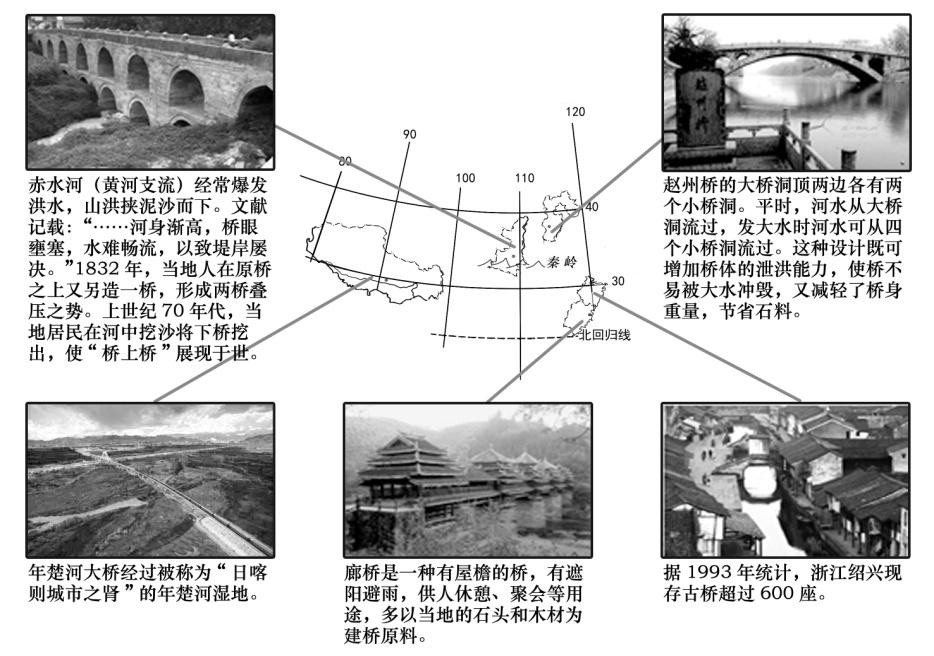 赤水河（黄河支流）经常爆发
洪水，山洪挟泥沙而下。文献
记载：“……河身渐高，桥眼
壅塞，水难畅流，以致堤岸屡
决。”1832 年，当地人在原桥
之上又另造一桥，形成两桥叠
压之势。上世纪 70 年代，当
地居民在河中挖沙将下桥挖
出，使“桥上桥”展现于世。
80
90
100
110
120
40
秦岭
30
北回归线
赵州桥
赵州桥的大桥洞顶两边各有两
个小桥洞。平时，河水从大桥
洞流过，发大水时河水可从四
个小桥洞流过。这种设计既可
增加桥体的泄洪能力，使桥不
易被大水冲毁，又减轻了桥身
重量，节省石料。
年楚河大桥经过被称为“日喀
则城市之肾”的年楚河湿地。
廊桥是一种有屋檐的桥，有遮
阳避雨，供人休憩、聚会等用
途，多以当地的石头和木材为
建桥原料。
据 1993 年统计，浙江绍兴现
存古桥超过 600 座。